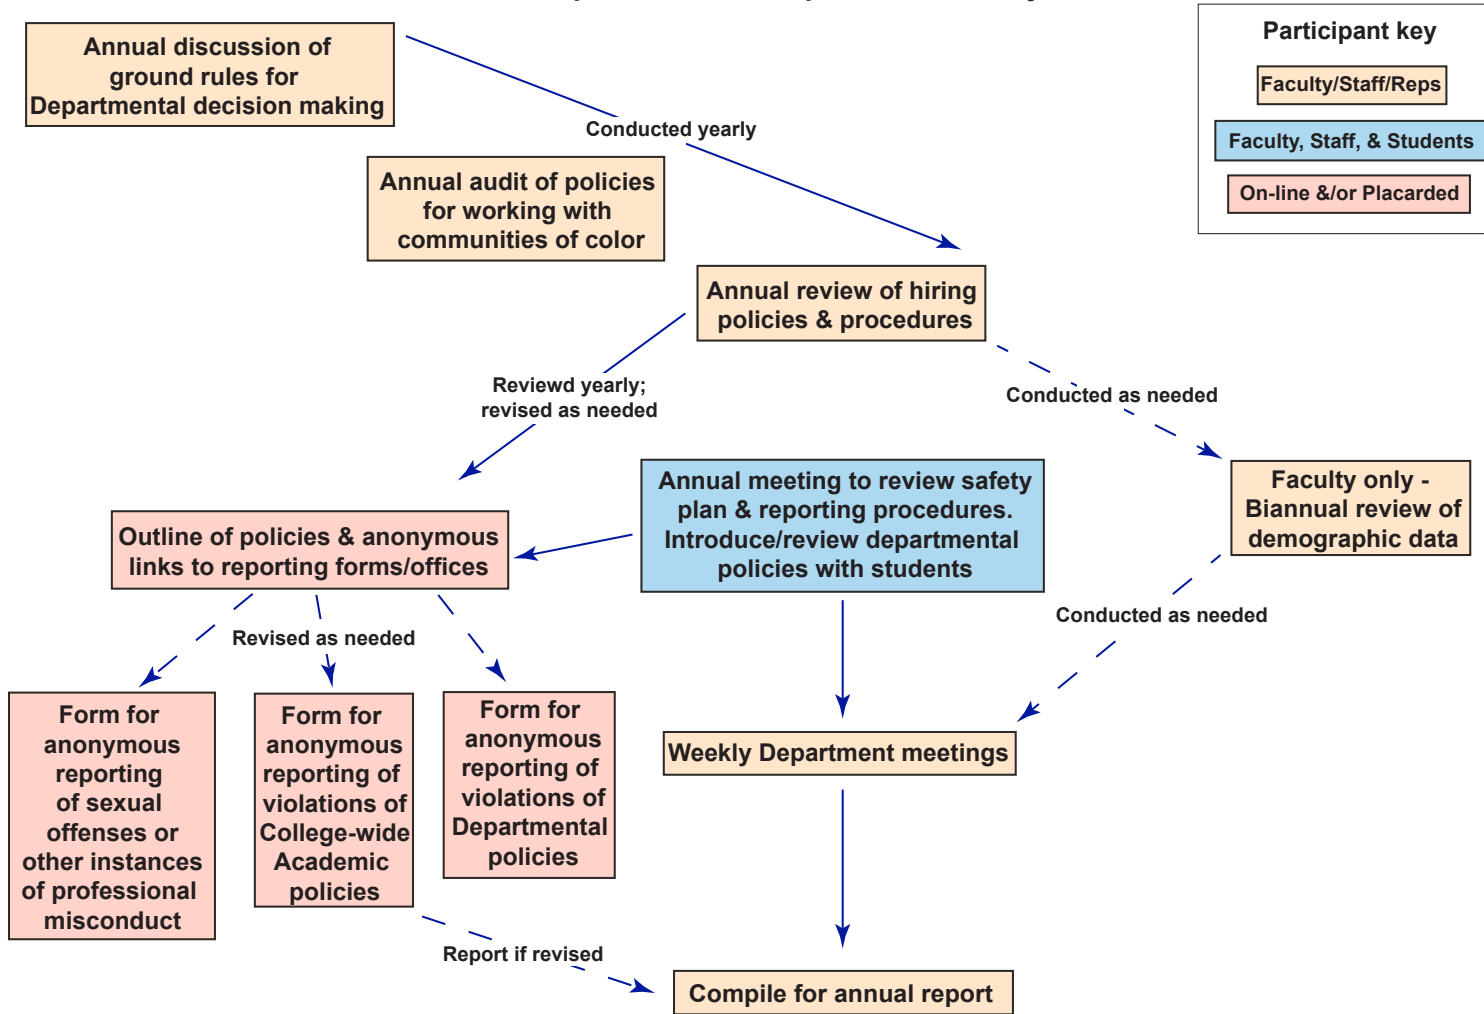 Participant key
Faculty/Staff/Reps
Faculty, Staff, & Students
On-line &/or Placarded
Annual discussion of
ground rules for
Departmental decision making
Conducted yearly
Annual audit of policies
for working with
communities of color
Annual review of hiring
policies & procedures
Reviewd yearly;
revised as needed
Conducted as needed
Annual meeting to review safety
plan & reporting procedures.
Introduce/review departmental
policies with students
Faculty only -
Biannual review of
demographic data
Outline of policies & anonymous
links to reporting forms/offices
Conducted as needed
Revised as needed
Form for
anonymous
reporting
of sexual
offenses or
other instances
of professional
misconduct
Form for
anonymous
reporting of
violations of
College-wide
Academic
policies
Form for
anonymous
reporting of
violations of
Departmental
policies
Weekly Department meetings
Report if revised
Compile for annual report